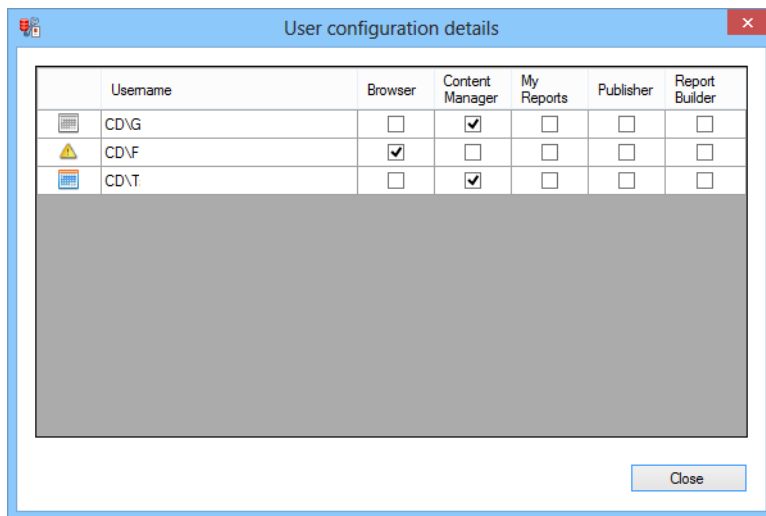 User configuration details
Username Browser Content Manager My Reports Publisher Report Builder
CD\G
CD\F
CD\T
Close